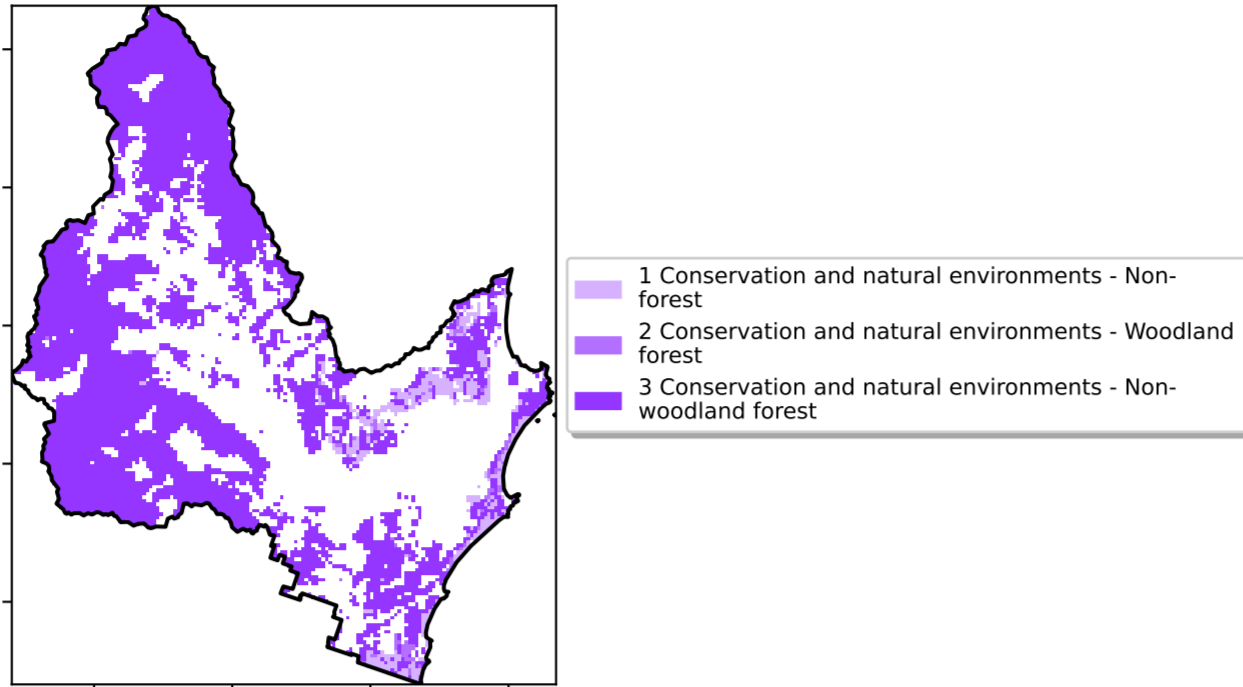 1 Conservation and natural environments - Non-
forest
2 Conservation and natural environments - Woodland
forest
3 Conservation and natural environments - Non-
woodland forest